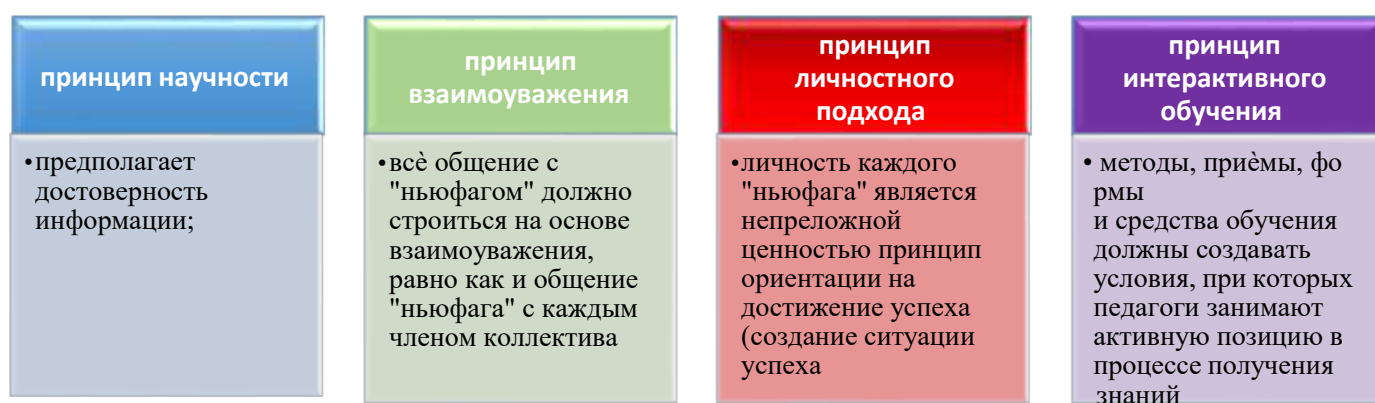 принцип научности
•предполагает
достоверность
информации;
принцип
взаимоуважения
•всѐ общение с
"ньюфагом" должно
строиться на основе
взаимоуважения,
равно как и общение
"ньюфага" с каждым
членом коллектива
принцип
личностного
подхода
•личность каждого
"ньюфага" является
непреложной
ценностью принцип
ориентации на
достижение успеха
(создание ситуации
успеха
принцип
интерактивного
обучения
• методы, приѐмы, фо
рмы
и средства обучения
должны создавать
условия, при которых
педагоги занимают
активную позицию в
процессе получения
знаний